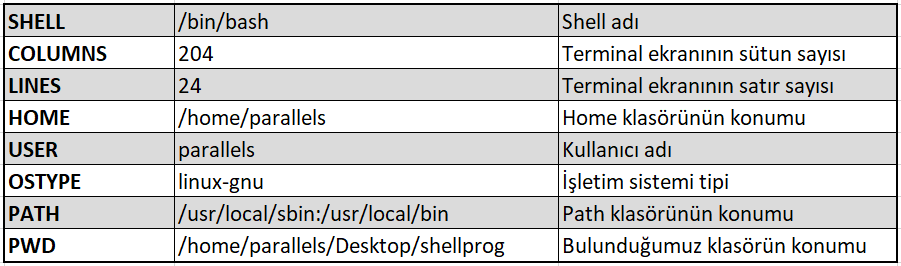 SHELL /bin/bash Shell adı
COLUMNS 204 Terminal ekranının sütun sayısı
LINES 24 Terminal ekranının satır sayısı
HOME /home/parallels Home klasörünün konumu
USER parallels Kullanıcı adı
OSTYPE linux-gnu İşletim sistemi tipi
PATH /usr/local/sbin:/usr/local/bin Path klasörünün konumu
PWD /home/parallels/Desktop/shellprog Bulunduğumuz klasörün konumu